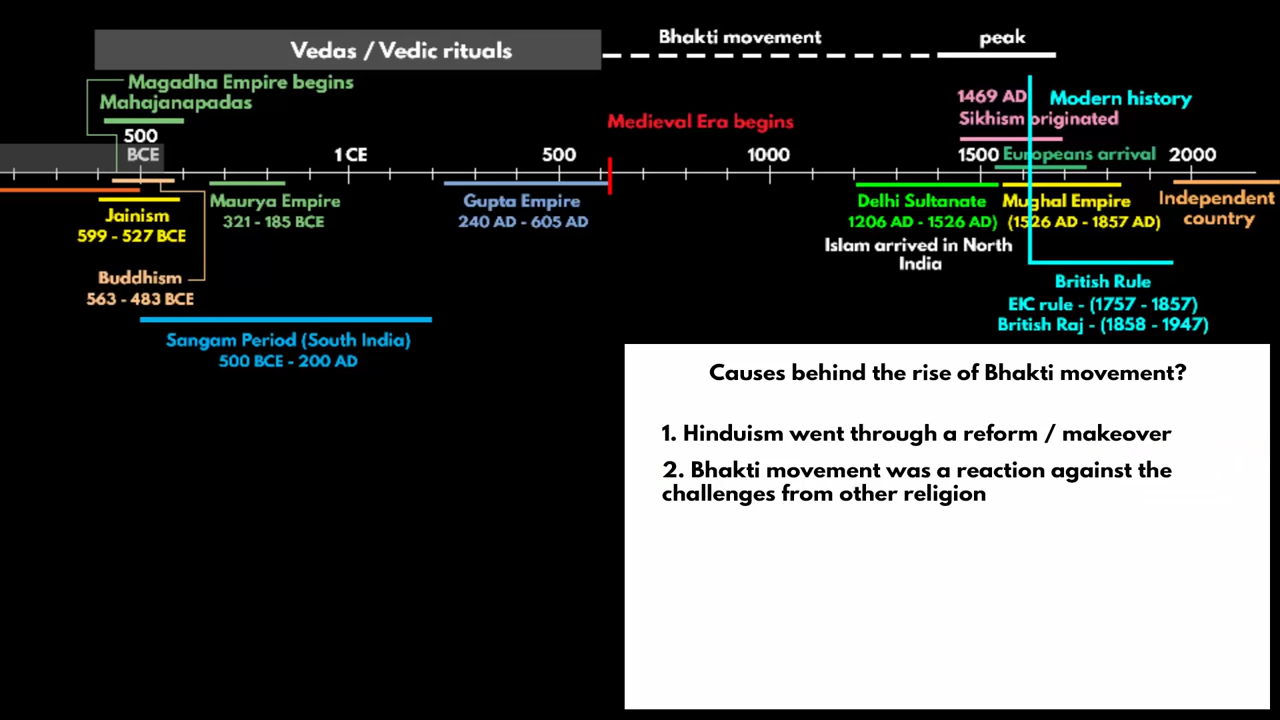 Vedas / Vedic rituals
Bhakti movement
peak
Magadha Empire begins
Mahajanapadas
1469 AD
Modern history
Sikhism originated
Medieval Era begins
500
BCE
1 CE
500
1000
1500
Europeans arrival
2000
Jainism
599 - 527 BCE
Maurya Empire
321 - 185 BCE
Gupta Empire
240 AD - 605 AD
Delhi Sultanate
1206 AD - 1526 AD)
Mughal Empire
(1526 AD - 1857 AD)
Independent
country
Islam arrived in North
India
Buddhism
563 - 483 BCE
British Rule
EIC rule - (1757 - 1857)
British Raj - (1858 - 1947)
Sangam Period (South India)
500 BCE - 200 AD
Causes behind the rise of Bhakti movement?
1. Hinduism went through a reform / makeover
2. Bhakti movement was a reaction against the
challenges from other religion